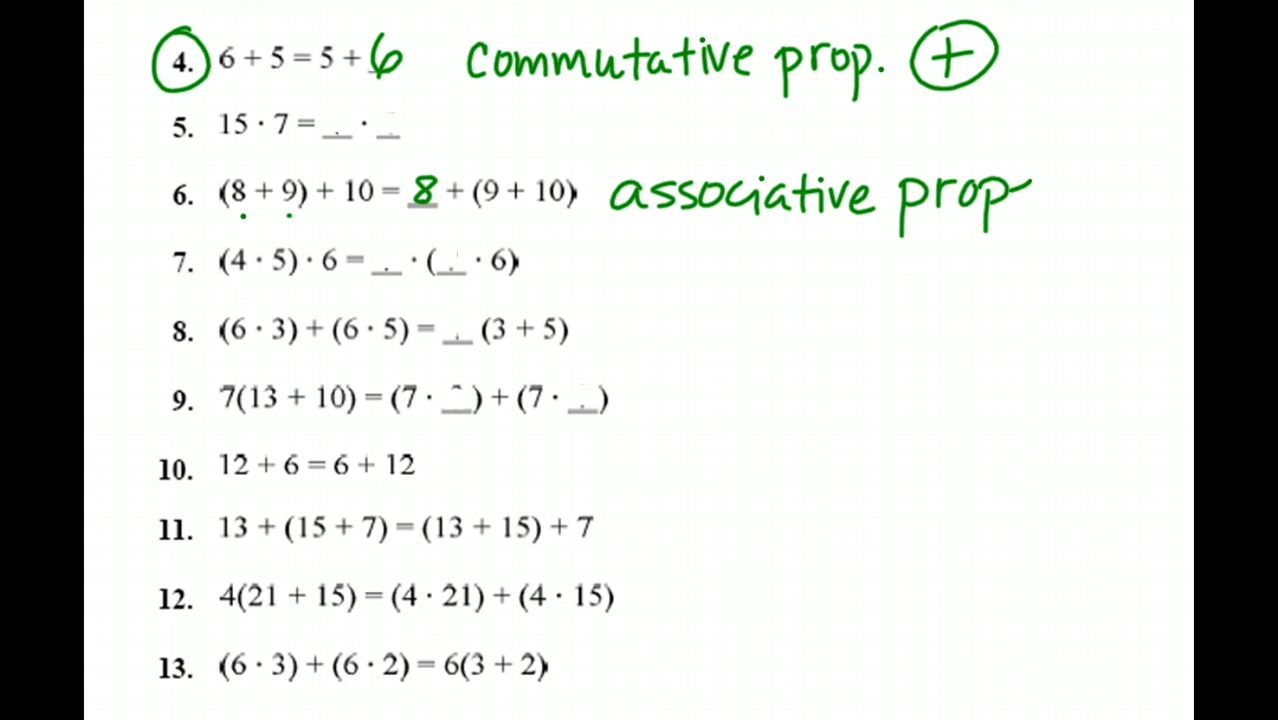 4. 6 + 5 = 5 + 6 commutative prop. +
5. 15 · 7 = __ · __
6. (8 + 9) + 10 = 8 + (9 + 10) associative prop
7. (4 · 5) · 6 = __ · (__ · 6)
8. (6 · 3) + (6 · 5) = __ (3 + 5)
9. 7(13 + 10) = (7 · __) + (7 · __)
10. 12 + 6 = 6 + 12
11. 13 + (15 + 7) = (13 + 15) + 7
12. 4(21 + 15) = (4 · 21) + (4 · 15)
13. (6 · 3) + (6 · 2) = 6(3 + 2)